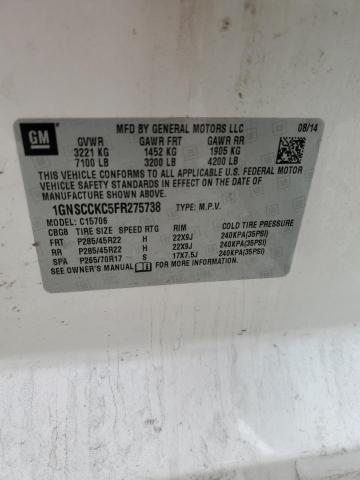 GM
MFD BY GENERAL MOTORS LLC 08/14
GVWR GAWR FRT GAWR RR
3221 KG 1452 KG 1905 KG
7100 LB 3200 LB 4200 LB
THIS VEHICLE CONFORMS TO ALL APPLICABLE U.S. FEDERAL MOTOR
VEHICLE SAFETY STANDARDS IN EFFECT ON THE DATE OF
MANUFACTURE SHOWN ABOVE.
1GNSCCKC5FR275738 TYPE: M.P.V.
MODEL: C15706
CBGB TIRE SIZE SPEED RTG RIM COLD TIRE PRESSURE
FRT P285/45R22 H 22X9J 240KPA(35PSI)
RR P285/45R22 H 22X9J 240KPA(35PSI)
SPA P265/70R17 S 17X7.5J 240KPA(35PSI)
SEE OWNER'S MANUAL FOR MORE INFORMATION.